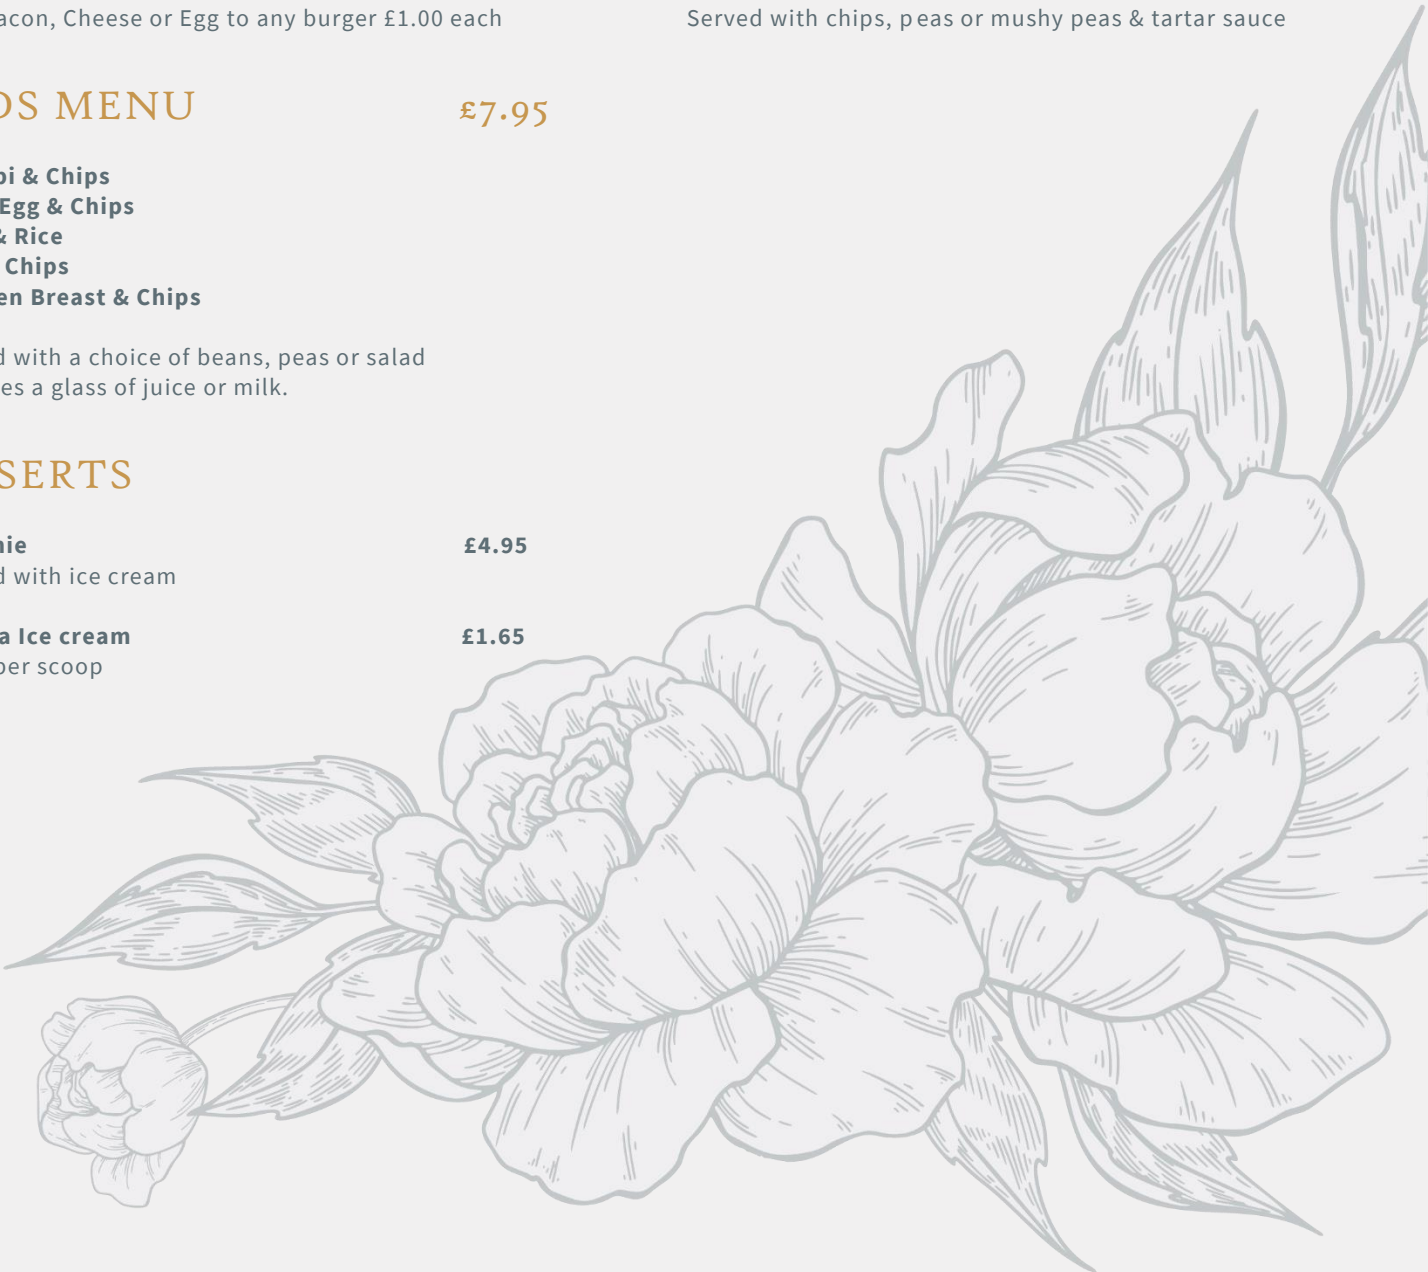 acon, Cheese or Egg to any burger £1.00 each
Served with chips, peas or mushy peas & tartar sauce
DS MENU £7.95
pi & Chips
Egg & Chips
& Rice
Chips
en Breast & Chips
d with a choice of beans, peas or salad
es a glass of juice or milk.
SERTS
nie £4.95
d with ice cream
a Ice cream £1.65
per scoop